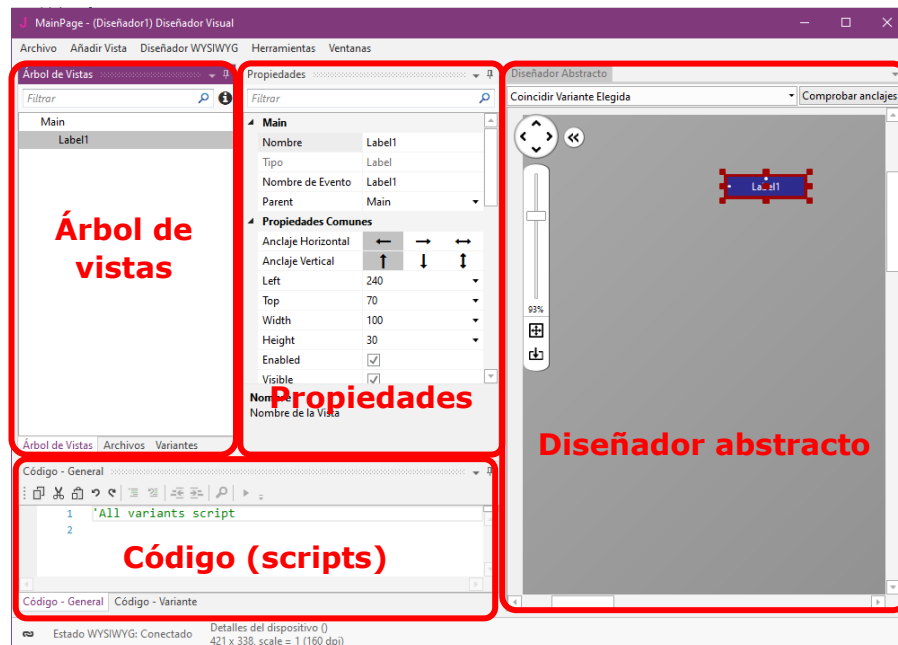 MainPage - (Diseñador1) Diseñador Visual
Archivo Añadir Vista Diseñador WYSIWYG Herramientas Ventanas
Árbol de Vistas
Filtrar
Main
Label1
Árbol de
vistas
Árbol de Vistas Archivos Variantes
Propiedades
Filtrar
Main
Nombre Label1
Tipo Label
Nombre de Evento Label1
Parent Main
Propiedades Comunes
Anclaje Horizontal
Anclaje Vertical
Left 240
Top 70
Width 100
Height 30
Enabled
Visible
Propiedades
Nombre
Nombre de la Vista
Diseñador Abstracto
Coincidir Variante Elegida Comprobar anclajes
Label1
93%
Diseñador abstracto
Código - General
1 'All variants script
2
Código (scripts)
Código - General Código - Variante
Estado WYSIWYG: Conectado
Detalles del dispositivo ()
421 x 338, scale = 1 (160 dpi)